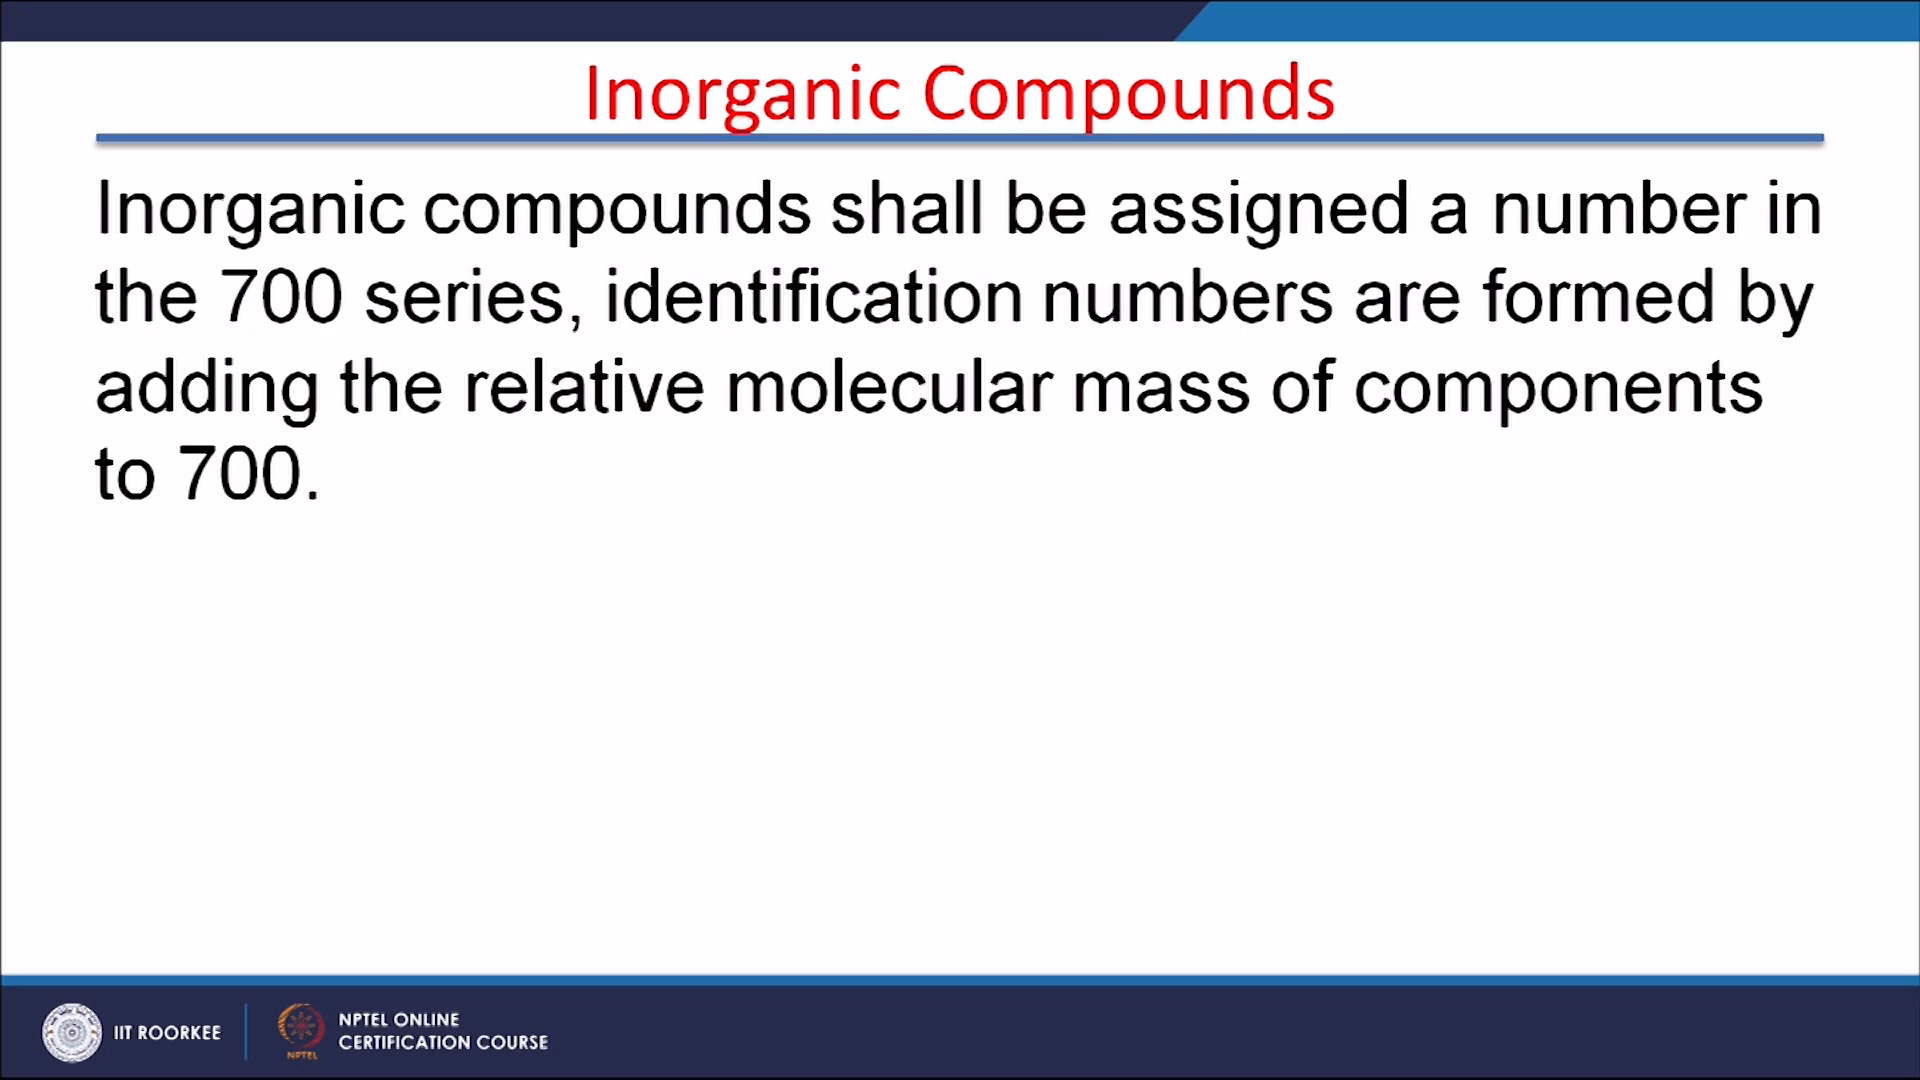 Inorganic Compounds
Inorganic compounds shall be assigned a number in
the 700 series, identification numbers are formed by
adding the relative molecular mass of components
to 700.
IIT ROORKEE
NPTEL
NPTEL ONLINE
CERTIFICATION COURSE